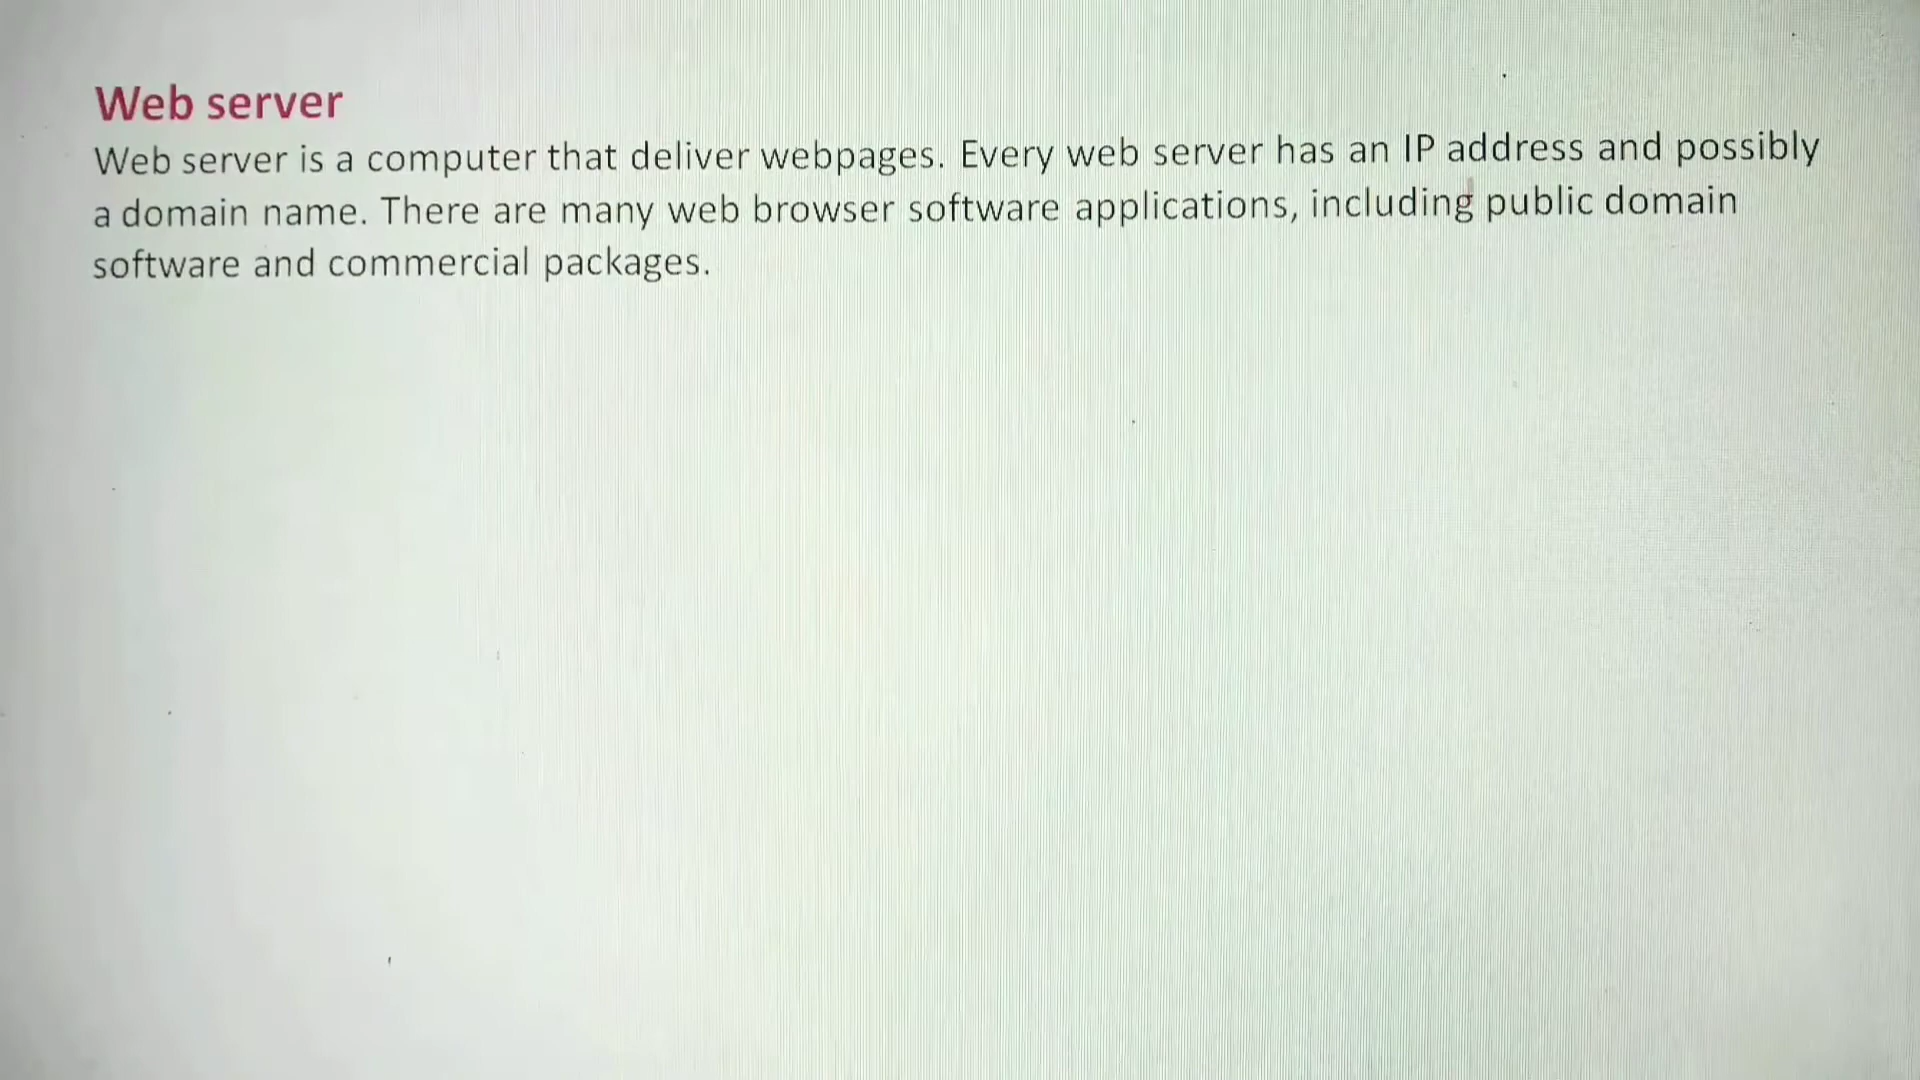 Web server
Web server is a computer that deliver webpages. Every web server has an IP address and possibly
a domain name. There are many web browser software applications, including public domain
software and commercial packages.